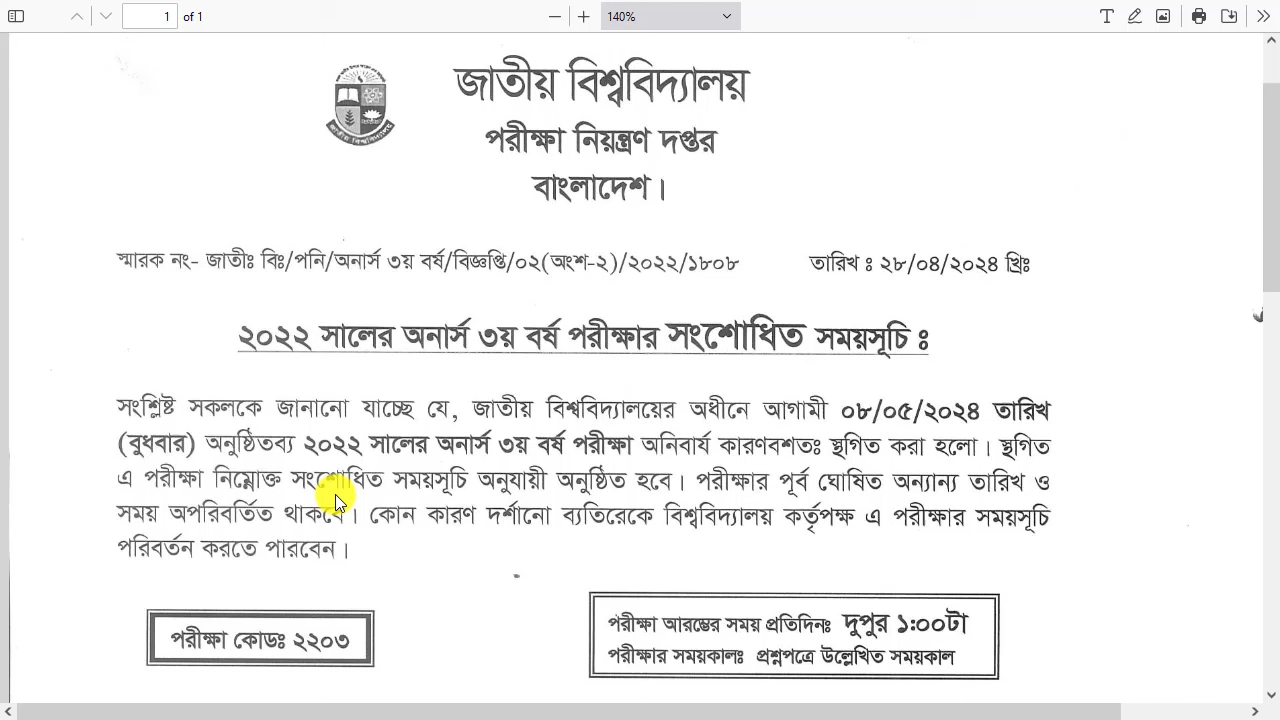 1 of 1 140%
জাতীয় বিশ্ববিদ্যালয়
পরীক্ষা নিয়ন্ত্রণ দপ্তর
বাংলাদেশ।
স্মারক নং- জাতীঃ বিঃ/পনি/অনার্স ৩য় বর্ষ/বিজ্ঞপ্তি/০২(অংশ-২)/২০২২/১৮০৮ তারিখ ঃ ২৮/০৪/২০২৪ খ্রিঃ
২০২২ সালের অনার্স ৩য় বর্ষ পরীক্ষার সংশোধিত সময়সূচি ঃ
সংশ্লিষ্ট সকলকে জানানো যাচ্ছে যে, জাতীয় বিশ্ববিদ্যালয়ের অধীনে আগামী ০৮/০৫/২০২৪ তারিখ
(বুধবার) অনুষ্ঠিতব্য ২০২২ সালের অনার্স ৩য় বর্ষ পরীক্ষা অনিবার্য কারণবশতঃ স্থগিত করা হলো। স্থগিত
এ পরীক্ষা নিম্নোক্ত সংশোধিত সময়সূচি অনুযায়ী অনুষ্ঠিত হবে। পরীক্ষার পূর্ব ঘোষিত অন্যান্য তারিখ ও
সময় অপরিবর্তিত থাকবে। কোন কারণ দর্শানো ব্যতিরেকে বিশ্ববিদ্যালয় কর্তৃপক্ষ এ পরীক্ষার সময়সূচি
পরিবর্তন করতে পারবেন।
পরীক্ষা কোডঃ ২২০৩
পরীক্ষা আরম্ভের সময় প্রতিদিনঃ দুপুর ১:০০টা
পরীক্ষার সময়কালঃ প্রশ্নপত্রে উল্লেখিত সময়কাল